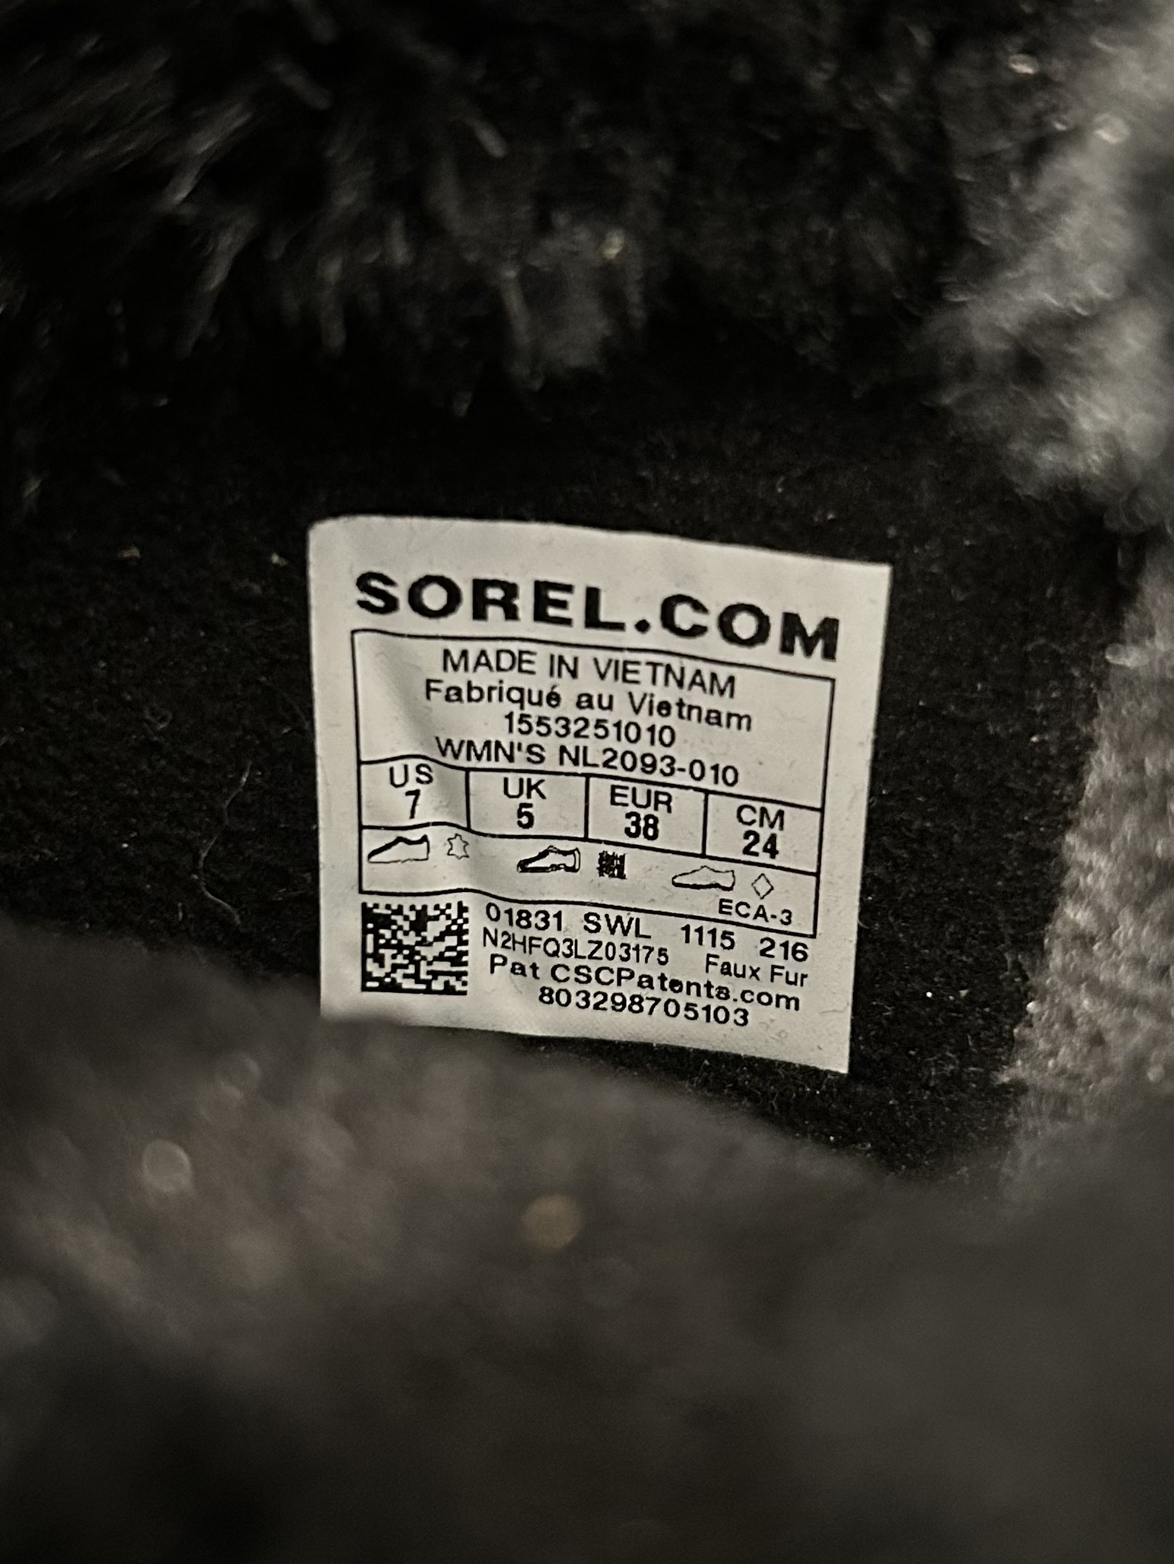 SOREL.COM
MADE IN VIETNAM
Fabriqué au Vietnam
1553251010
WMN'S NL2093-010
US UK EUR CM
7 5 38 24
ECA-3
01831 SWL 1115 216
N2HFQ3LZ03175 Faux Fur
Pat CSCPatents.com
803298705103